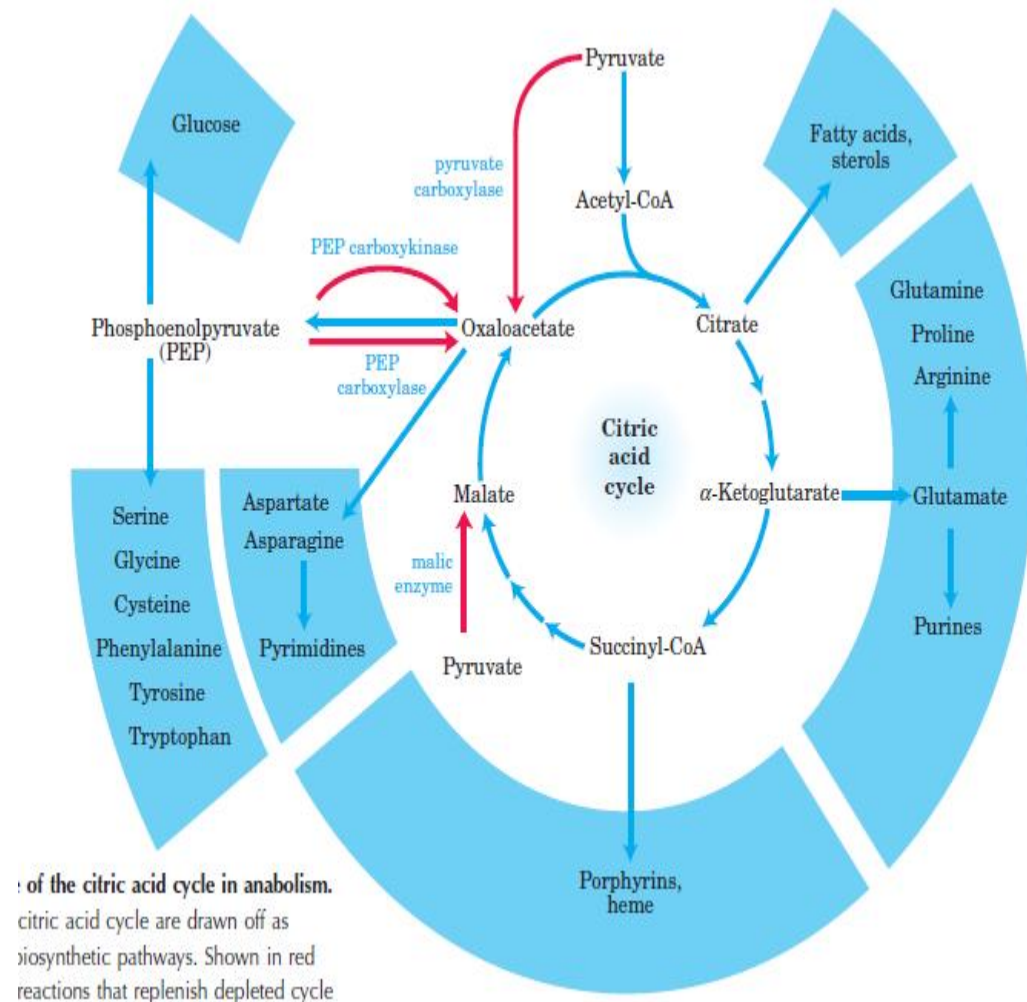 Pyruvate
Glucose
Fatty acids,
sterols
pyruvate
carboxylase
Acetyl-CoA
PEP carboxykinase
Glutamine
Phosphoenolpyruvate
(PEP)
Oxaloacetate
Citrate
Proline
PEP
carboxylase
Arginine
Citric
acid
cycle
Malate
α-Ketoglutarate
Glutamate
Aspartate
Asparagine
Serine
Glycine
malic
enzyme
Cysteine
Purines
Phenylalanine
Pyrimidines
Pyruvate
Succinyl-CoA
Tyrosine
Tryptophan
Porphyrins,
heme
of the citric acid cycle in anabolism.
citric acid cycle are drawn off as
biosynthetic pathways. Shown in red
reactions that replenish depleted cycle